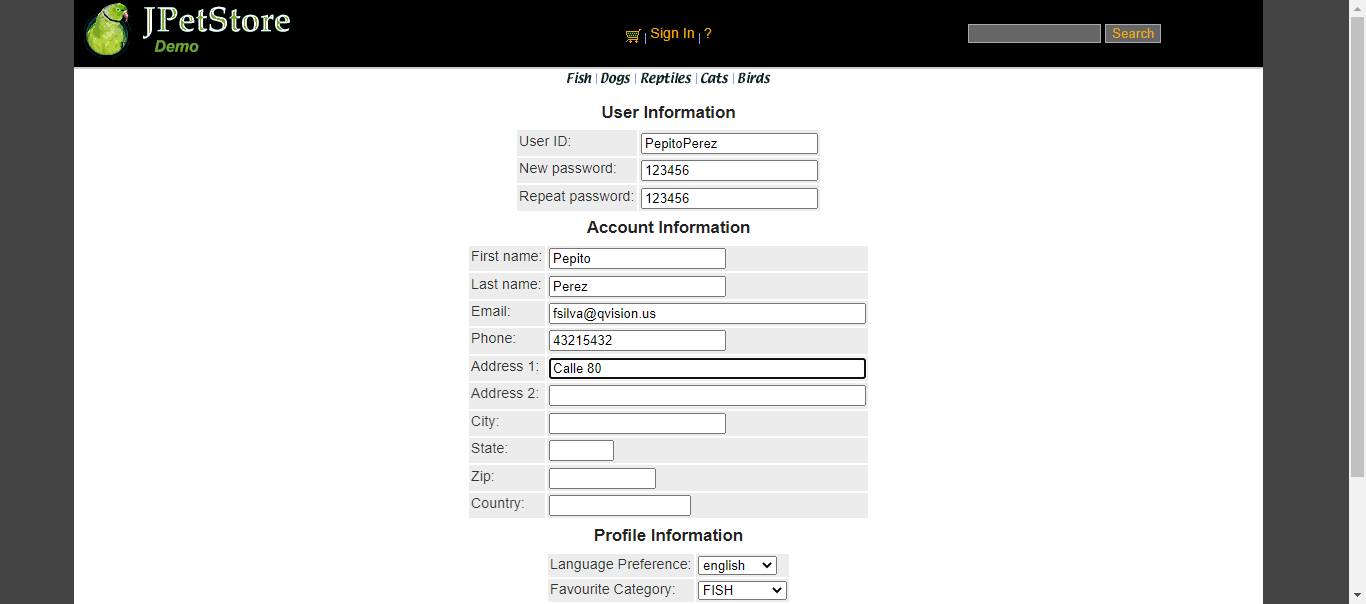 JPetStore
Demo
Sign In | ?
Search
Fish | Dogs | Reptiles | Cats | Birds
User Information
User ID: PepitoPerez
New password: 123456
Repeat password: 123456
Account Information
First name: Pepito
Last name: Perez
Email: fsilva@qvision.us
Phone: 43215432
Address 1: Calle 80
Address 2:
City:
State:
Zip:
Country:
Profile Information
Language Preference: english
Favourite Category: FISH